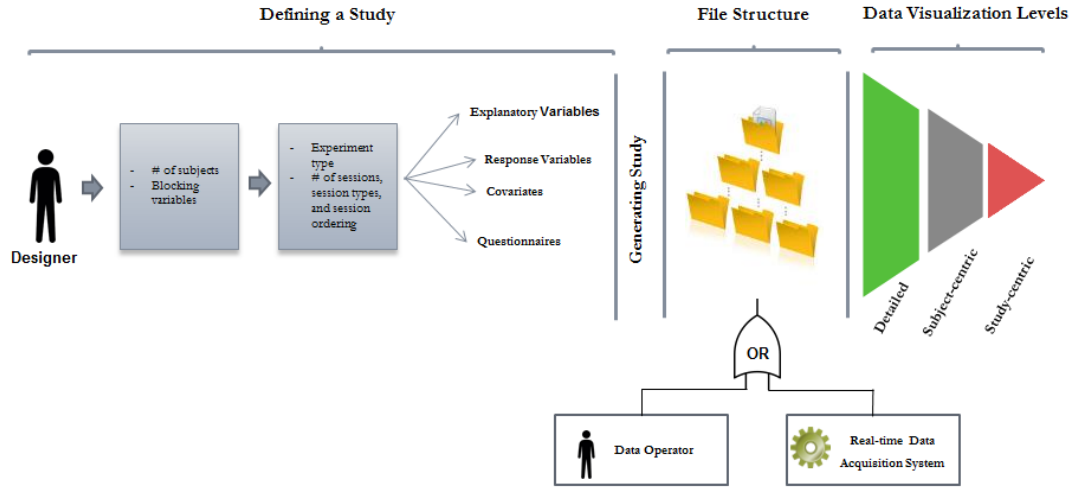 Defining a Study
File Structure
Data Visualization Levels
Designer
- # of subjects
- Blocking
variables
- Experiment
type
- # of sessions,
session types,
and session
ordering
Explanatory Variables
Response Variables
Covariates
Questionnaires
Generating Study
Detailed
Subject-centric
Study-centric
OR
Data Operator
Real-time Data
Acquisition System